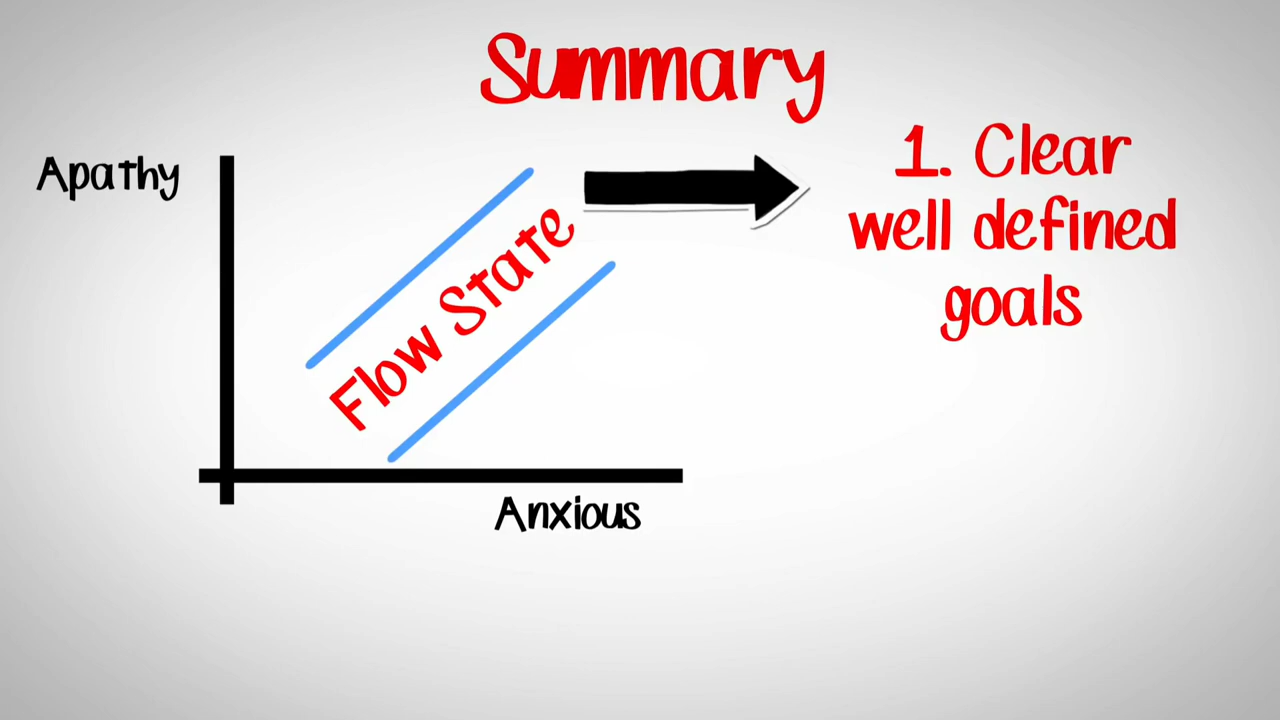 Summary
Apathy
Flow State
Anxious
1. Clear
well defined
goals